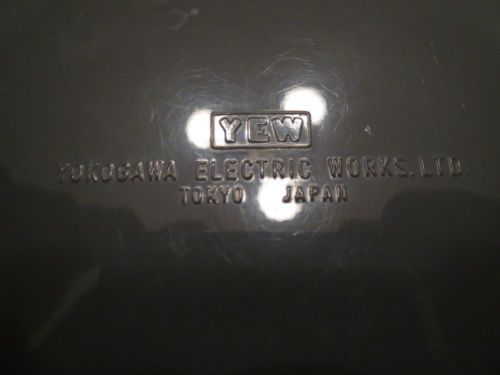 YEW
YOKOGAWA ELECTRIC WORKS. LTD.
TOKYO JAPAN